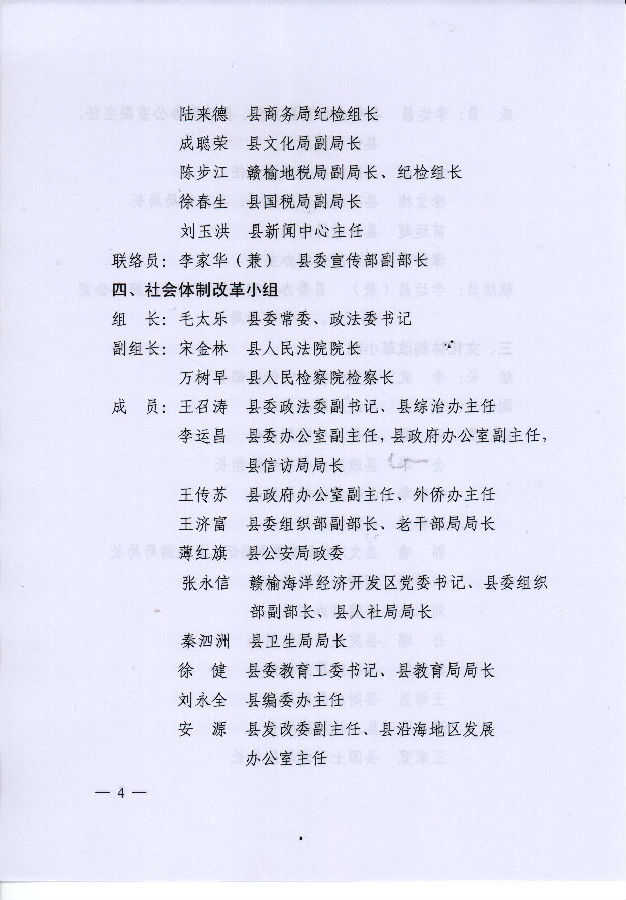 陆来德　县商务局纪检组长
成聪荣　县文化局副局长
陈步江　赣榆地税局副局长、纪检组长
徐春生　县国税局副局长
刘玉洪　县新闻中心主任
联络员：李家华（兼）　县委宣传部副部长
四、社会体制改革小组
组　长：毛太乐　县委常委、政法委书记
副组长：宋金林　县人民法院院长
万树早　县人民检察院检察长
成　员：王召涛　县委政法委副书记、县综治办主任
李运昌　县委办公室副主任，县政府办公室副主任，
县信访局局长
王传苏　县政府办公室副主任、外侨办主任
王济富　县委组织部副部长、老干部局局长
薄红旗　县公安局政委
张永信　赣榆海洋经济开发区党委书记、县委组织
部副部长、县人社局局长
秦泗洲　县卫生局局长
徐　健　县委教育工委书记、县教育局局长
刘永全　县编委办主任
安　源　县发改委副主任、县沿海地区发展
办公室主任
— 4 —